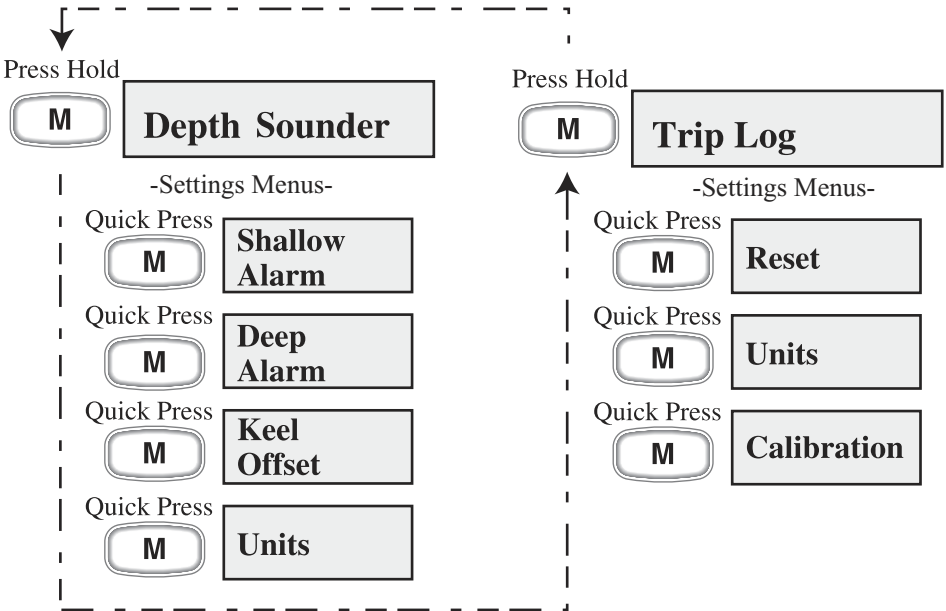 Press Hold
M
Depth Sounder
-Settings Menus-
Quick Press
M
Shallow
Alarm
Quick Press
M
Deep
Alarm
Quick Press
M
Keel
Offset
Quick Press
M
Units
Press Hold
M
Trip Log
-Settings Menus-
Quick Press
M
Reset
Quick Press
M
Units
Quick Press
M
Calibration